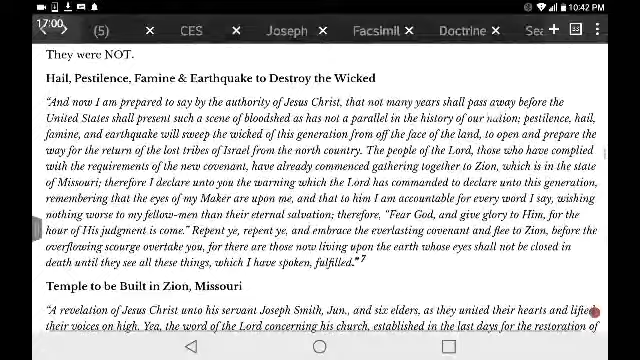 17:00
10:42 PM
(5)
CES
Joseph
Facsimil
Doctrine
Sea
They were NOT.
Hail, Pestilence, Famine & Earthquake to Destroy the Wicked
“And now I am prepared to say by the authority of Jesus Christ, that not many years shall pass away before the
United States shall present such a scene of bloodshed as has not a parallel in the history of our nation; pestilence, hail,
famine, and earthquake will sweep the wicked of this generation from off the face of the land, to open and prepare the
way for the return of the lost tribes of Israel from the north country. The people of the Lord, those who have complied
with the requirements of the new covenant, have already commenced gathering together to Zion, which is in the state
of Missouri; therefore I declare unto you the warning which the Lord has commanded to declare unto this generation,
remembering that the eyes of my Maker are upon me, and that to him I am accountable for every word I say, wishing
nothing worse to my fellow-men than their eternal salvation; therefore, “Fear God, and give glory to Him, for the
hour of His judgment is come.” Repent ye, repent ye, and embrace the everlasting covenant and flee to Zion, before the
overflowing scourge overtake you, for there are those now living upon the earth whose eyes shall not be closed in
death until they see all these things, which I have spoken, fulfilled.” 7
Temple to be Built in Zion, Missouri
“A revelation of Jesus Christ unto his servant Joseph Smith, Jun., and six elders, as they united their hearts and lifted
their voices on high. Yea, the word of the Lord concerning his church, established in the last days for the restoration of